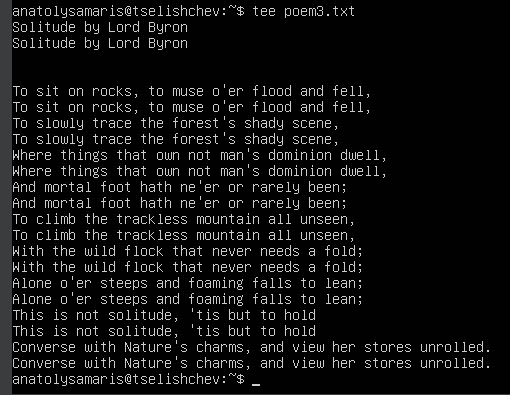 anatolysamaris@tselishchev:~$ tee poem3.txt
Solitude by Lord Byron
Solitude by Lord Byron
To sit on rocks, to muse o'er flood and fell,
To sit on rocks, to muse o'er flood and fell,
To slowly trace the forest's shady scene,
To slowly trace the forest's shady scene,
Where things that own not man's dominion dwell,
Where things that own not man's dominion dwell,
And mortal foot hath ne'er or rarely been;
And mortal foot hath ne'er or rarely been;
To climb the trackless mountain all unseen,
To climb the trackless mountain all unseen,
With the wild flock that never needs a fold;
With the wild flock that never needs a fold;
Alone o'er steeps and foaming falls to lean;
Alone o'er steeps and foaming falls to lean;
This is not solitude, 'tis but to hold
This is not solitude, 'tis but to hold
Converse with Nature's charms, and view her stores unrolled.
Converse with Nature's charms, and view her stores unrolled.
anatolysamaris@tselishchev:~$ _